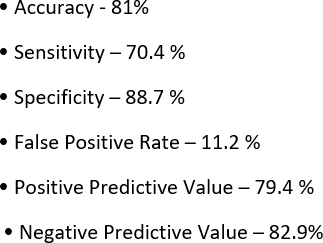 • Accuracy - 81%
• Sensitivity – 70.4 %
• Specificity – 88.7 %
• False Positive Rate – 11.2 %
• Positive Predictive Value – 79.4 %
• Negative Predictive Value – 82.9%